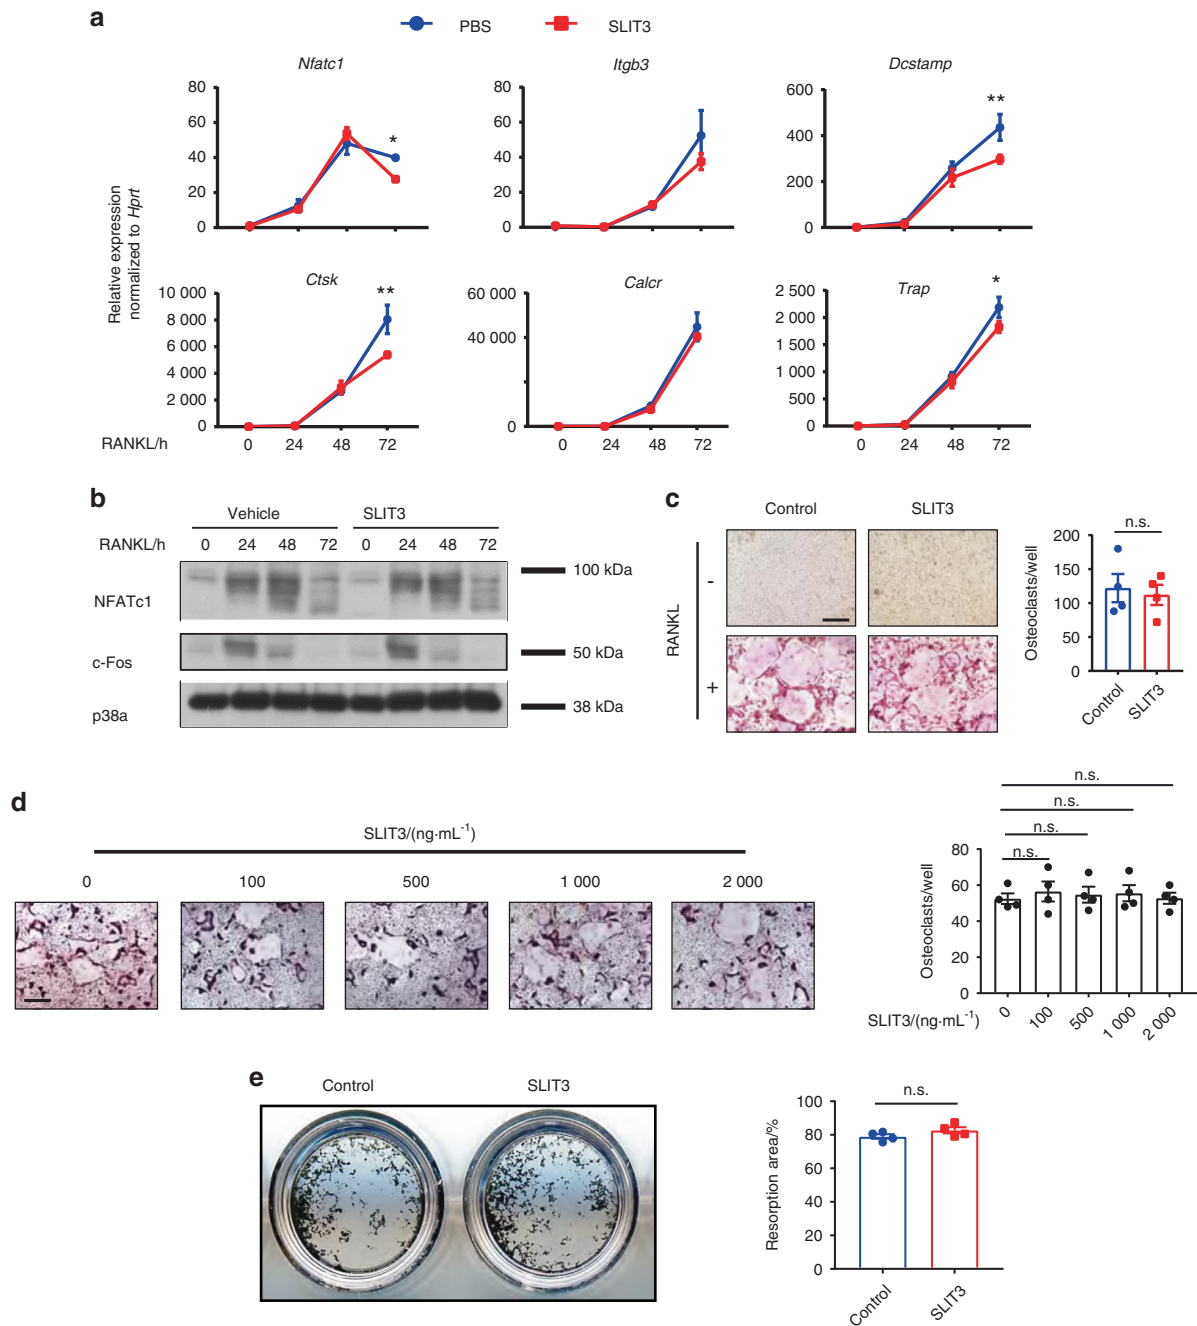 a
PBS SLIT3
Nfatc1 Itgb3 Dcstamp
Relative expression
normalized to Hprt
80 60 40 20 0 *
80 60 40 20 0
600 400 200 0 **
Ctsk Calcr Trap
10 000 8 000 6 000 4 000 2 000 0 **
60 000 40 000 0
2 500 2 000 1 500 1 000 500 0 *
RANKL/h 0 24 48 72 0 24 48 72 0 24 48 72
b
Vehicle SLIT3
RANKL/h 0 24 48 72 0 24 48 72
NFATc1 100 kDa
c-Fos 50 kDa
p38a 38 kDa
c
Control SLIT3
RANKL
-
+
n.s.
Osteoclasts/well
200
150
100
50
0
Control SLIT3
d
SLIT3/(ng·mL⁻¹)
0 100 500 1 000 2 000
n.s.
n.s.
n.s.
n.s.
Osteoclasts/well
80
60
40
20
0
SLIT3/(ng·mL⁻¹) 0 100 500 1 000 2 000
e
Control SLIT3
n.s.
Resorption area/%
100
80
60
40
20
0
Control SLIT3